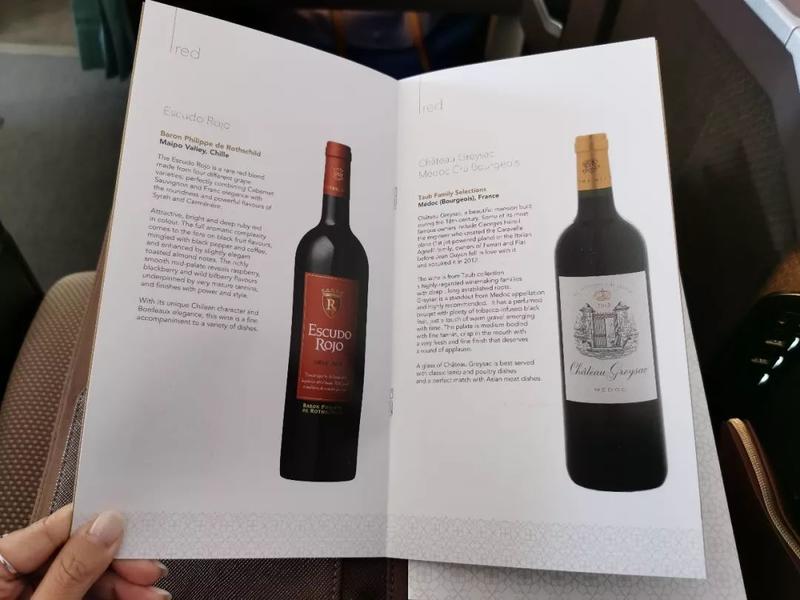 red
Escudo Rojo
Baron Philippe de Rothschild
Maipo Valley, Chille
The Escudo Rojo is a rare red blend
made from four different grape
varieties, perfectly combining Cabernet
Sauvignon and Franc elegance with
the roundness and powerful flavours of
Syrah and Carménère.
Attractive, bright and deep ruby red
in colour. The full aromatic complexity
comes to the fore on black fruit flavours,
mingled with black pepper and coffee,
and enhanced by slightly elegant
toasted almond notes. The richly
smooth mid-palate reveals raspberry,
blackberry and wild bilberry flavours
underpinned by very mature tannins,
and finishes with power and style.
With its unique Chilean character and
Bordeaux elegance, this wine is a fine
accompaniment to a variety of dishes.
R
ESCUDO
ROJO
BARON PHILIPPE
DE ROTHSCHILD
red
Château Greysac
Médoc Cru Bourgeois
Taub Family Selections
Médoc (Bourgeois), France
Château Greysac, a beautiful mansion built
during the 18th century. Some of its most
famous owners include Georges Héreil
the engineer who created the Caravelle
plane (first jet-powered plane) or the Italian
Agnelli family, owners of Ferrari and Fiat
before Jean Guyon fell in love with it
and acquired it in 2012.
The wine is from Taub collection
a highly-regarded winemaking families
with deep - long established roots.
Greysac is a standout from Medoc appellation
and highly recommended. It has a perfumed
bouquet with plenty of tobacco-infused black
fruit, just a touch of warm gravel emerging
with time. The palate is medium-bodied
with fine tannin, crisp in the mouth with
a very fresh and fine finish that deserves
a round of applause.
A glass of Château Greysac is best served
with classic lamb and poultry dishes
and a perfect match with Asian meat dishes.
Château Greysac
MÉDOC